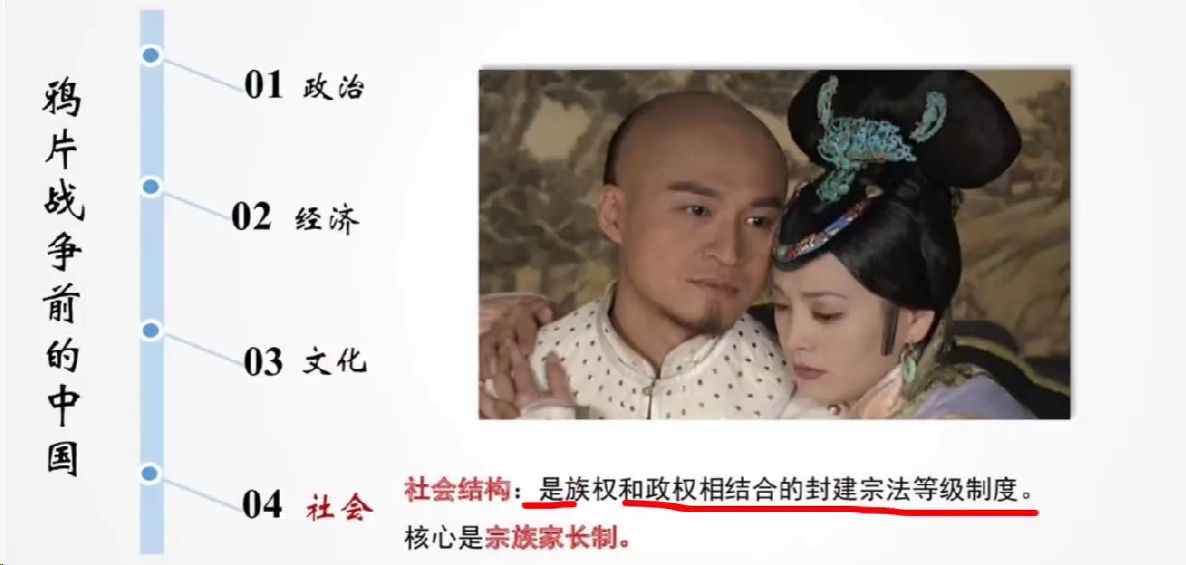 鸦片战争前的中国
01 政治
02 经济
03 文化
04 社会
社会结构：是族权和政权相结合的封建宗法等级制度。
核心是宗族家长制。